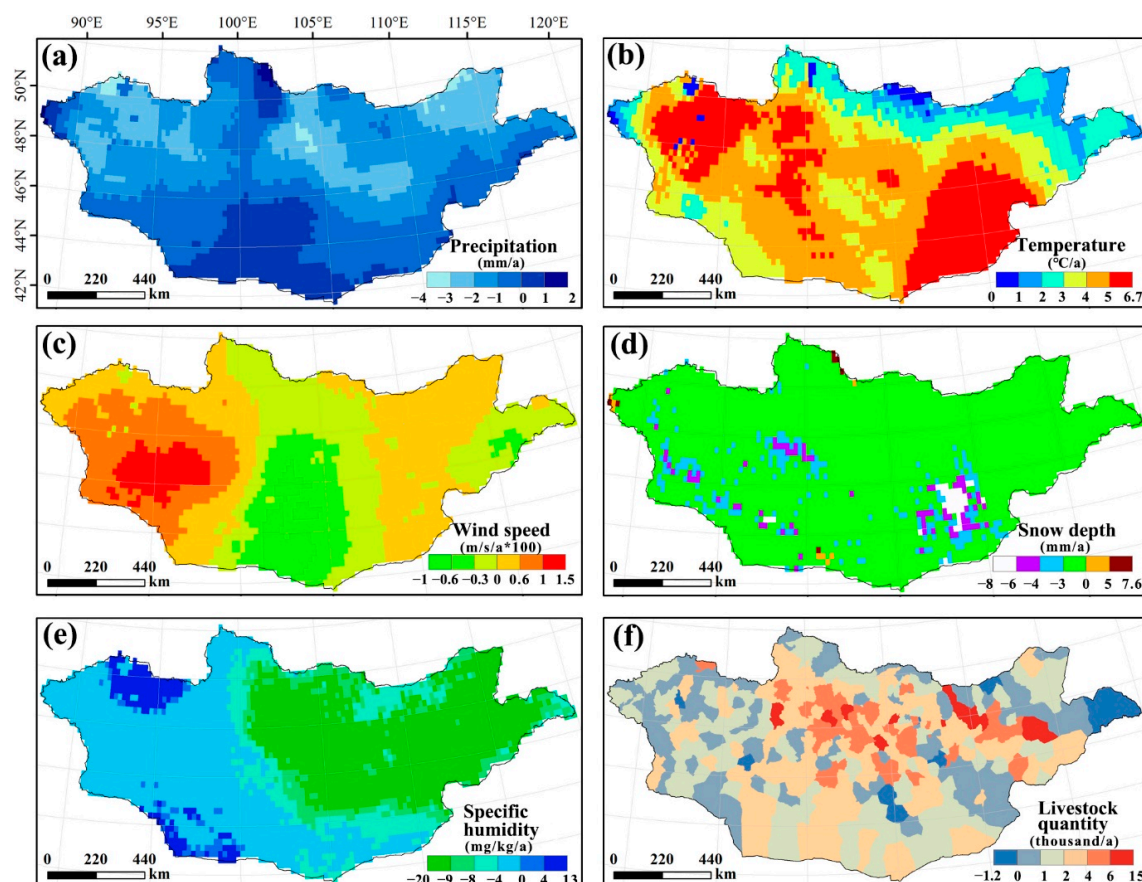 90°E 95°E 100°E 105°E 110°E 115°E 120°E
(a)
50°N
48°N
46°N
44°N
42°N
Precipitation
(mm/a)
0 220 440
km
−4 −2 −1 0 1 2
(b)
Temperature
(°C/a)
0 220 440
km
0 1 2 3 4 5 6.7
(c)
Wind speed
(m/s/a*100)
0 220 440
km
−1 −0.6 −0.3 0 0.6 1 1.5
(d)
Snow depth
(mm/a)
0 220 440
km
−8 −6 −4 −3 0 5 7.6
(e)
Specific
humidity
(mg/kg/a)
0 220 440
km
−20 −9 −8 −4 0 4 13
(f)
Livestock
quantity
(thousand/a)
0 220 440
km
−1.2 0 1 2 4 6 15